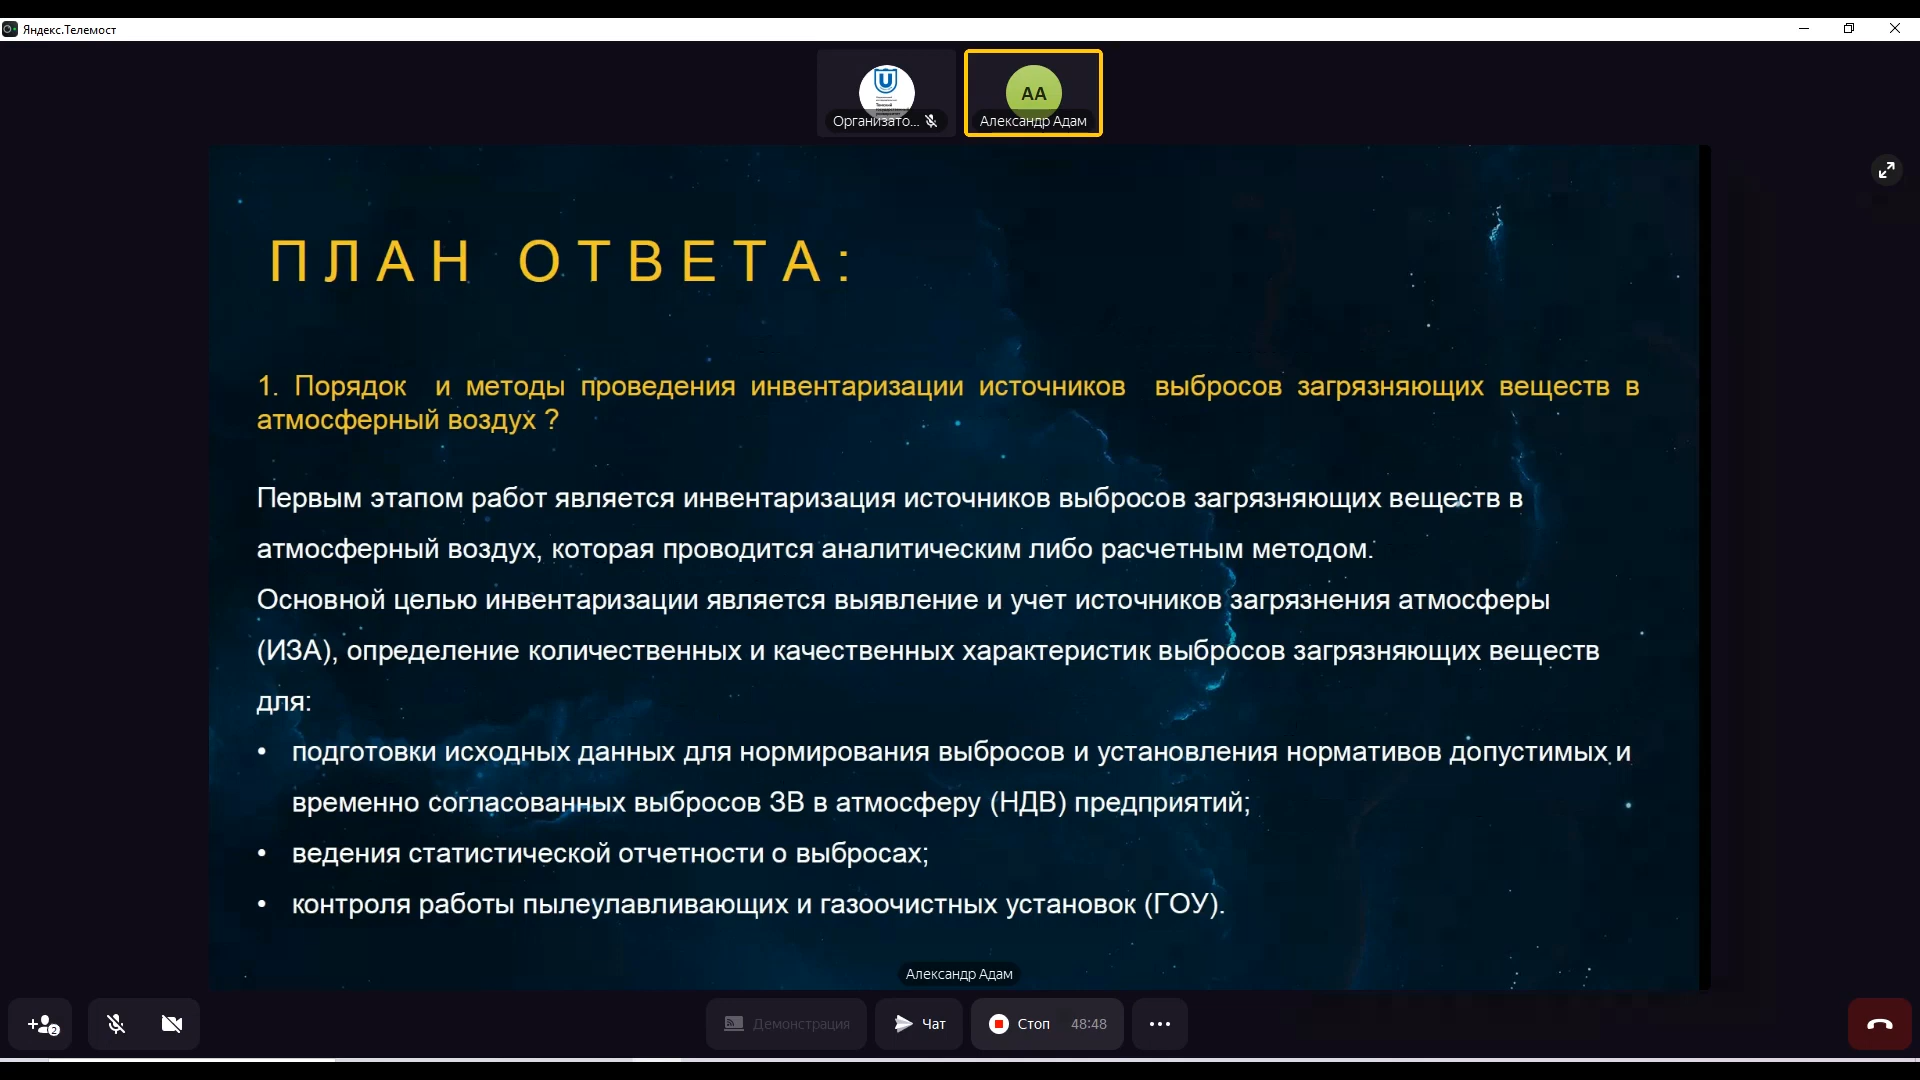 Яндекс.Телемост
АА
Организато...
Александр Адам
ПЛАН ОТВЕТА:
1. Порядок и методы проведения инвентаризации источников выбросов загрязняющих веществ в
атмосферный воздух ?
Первым этапом работ является инвентаризация источников выбросов загрязняющих веществ в
атмосферный воздух, которая проводится аналитическим либо расчетным методом.
Основной целью инвентаризации является выявление и учет источников загрязнения атмосферы
(ИЗА), определение количественных и качественных характеристик выбросов загрязняющих веществ
для:
• подготовки исходных данных для нормирования выбросов и установления нормативов допустимых и
временно согласованных выбросов ЗВ в атмосферу (НДВ) предприятий;
• ведения статистической отчетности о выбросах;
• контроля работы пылеулавливающих и газоочистных установок (ГОУ).
Александр Адам
2
Демонстрация
Чат
Стоп 48:48